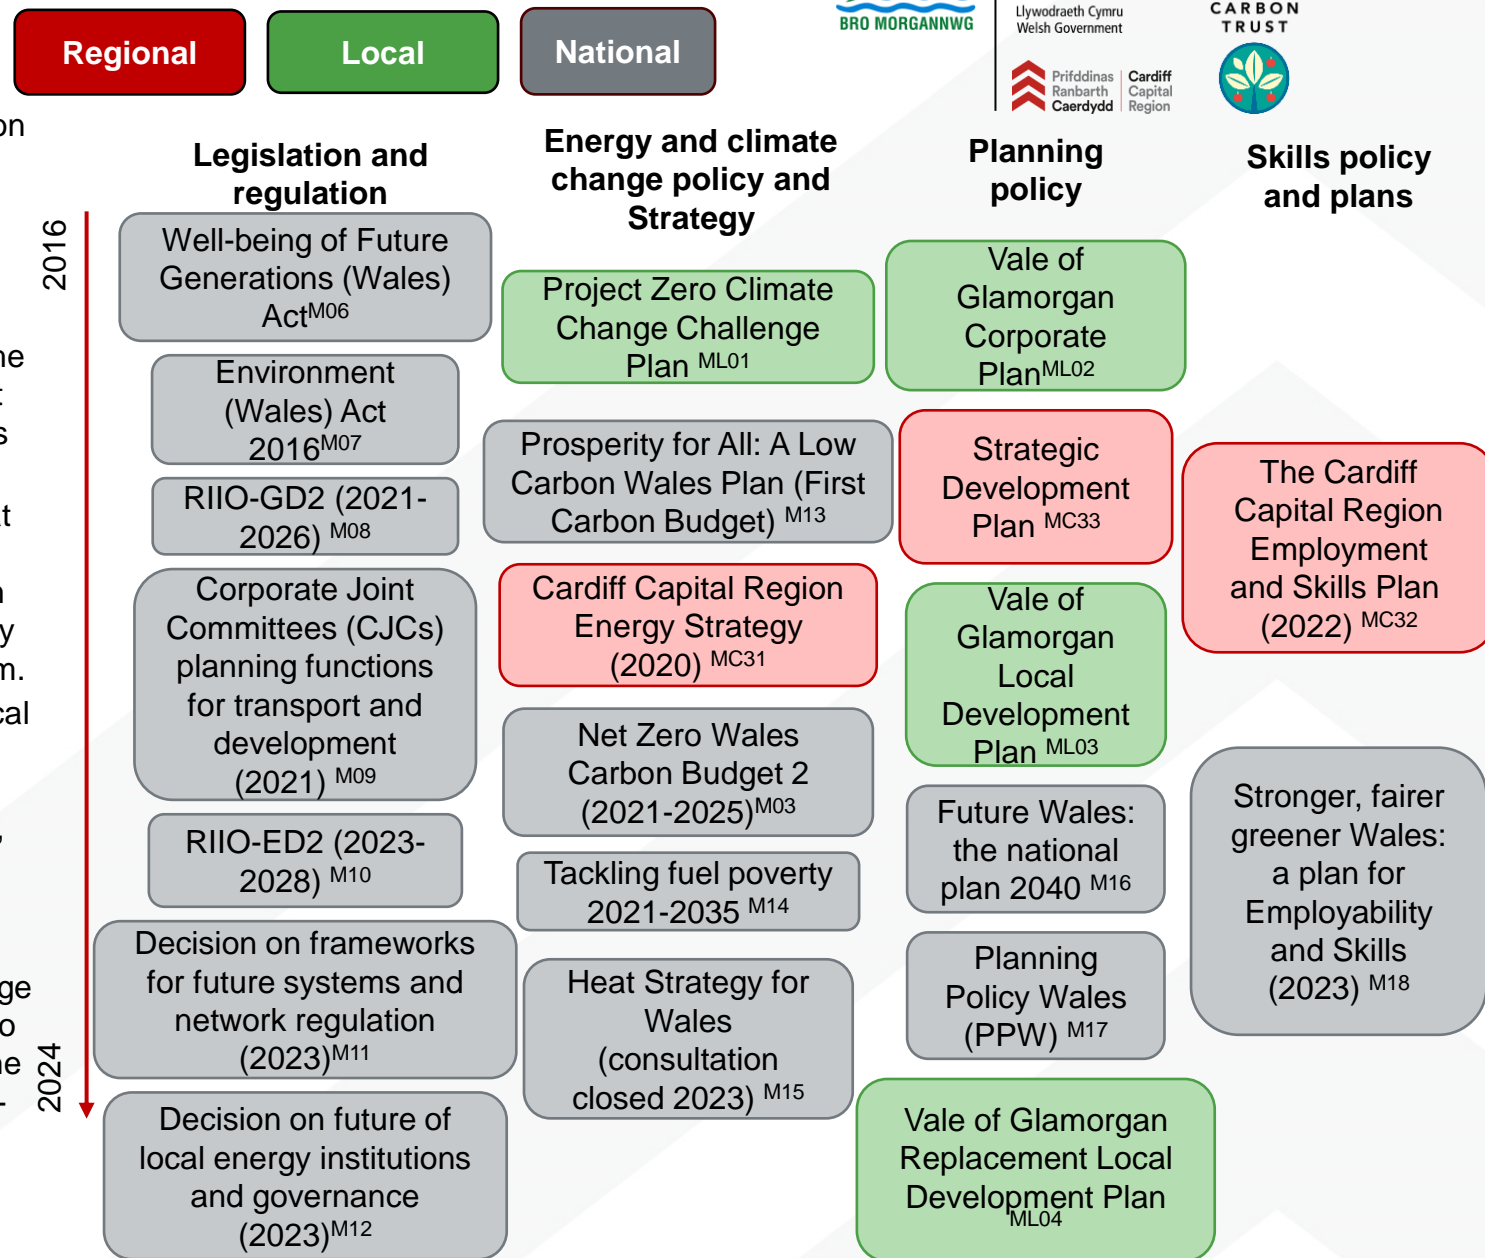 Regional
Local
National
BRO MORGANNWG
Llywodraeth Cymru
Welsh Government
CARBON
TRUST
Prifddinas
Ranbarth
Caerdydd
Cardiff
Capital
Region
on
ne
t
s
at
n
y
m.
cal
,
ge
o
ne
-
2016
2024
Legislation and
regulation
Well-being of Future
Generations (Wales)
ActM06
Environment
(Wales) Act
2016M07
RIIO-GD2 (2021-
2026) M08
Corporate Joint
Committees (CJCs)
planning functions
for transport and
development
(2021) M09
RIIO-ED2 (2023-
2028) M10
Decision on frameworks
for future systems and
network regulation
(2023)M11
Decision on future of
local energy institutions
and governance
(2023)M12
Energy and climate
change policy and
Strategy
Project Zero Climate
Change Challenge
Plan ML01
Prosperity for All: A Low
Carbon Wales Plan (First
Carbon Budget) M13
Cardiff Capital Region
Energy Strategy
(2020) MC31
Net Zero Wales
Carbon Budget 2
(2021-2025)M03
Tackling fuel poverty
2021-2035 M14
Heat Strategy for
Wales
(consultation
closed 2023) M15
Planning
policy
Vale of
Glamorgan
Corporate
PlanML02
Strategic
Development
Plan MC33
Vale of
Glamorgan
Local
Development
Plan ML03
Future Wales:
the national
plan 2040 M16
Planning
Policy Wales
(PPW) M17
Vale of Glamorgan
Replacement Local
Development Plan
ML04
Skills policy
and plans
The Cardiff
Capital Region
Employment
and Skills Plan
(2022) MC32
Stronger, fairer
greener Wales:
a plan for
Employability
and Skills
(2023) M18